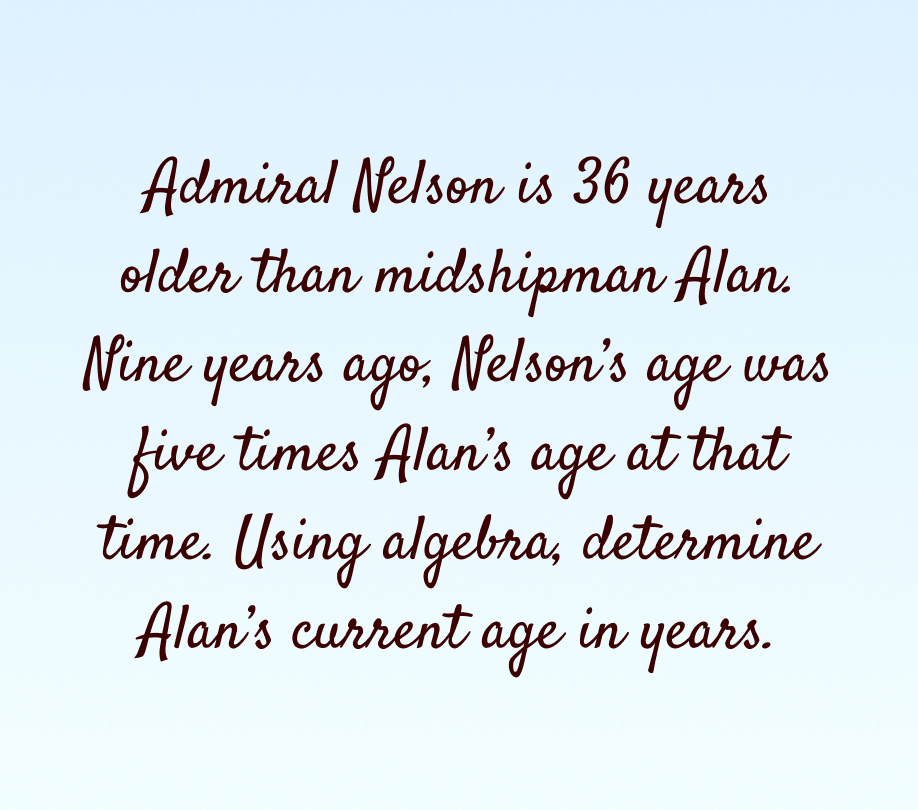 Admiral Nelson is 36 years
older than midshipman Alan.
Nine years ago, Nelson’s age was
five times Alan’s age at that
time. Using algebra, determine
Alan’s current age in years.